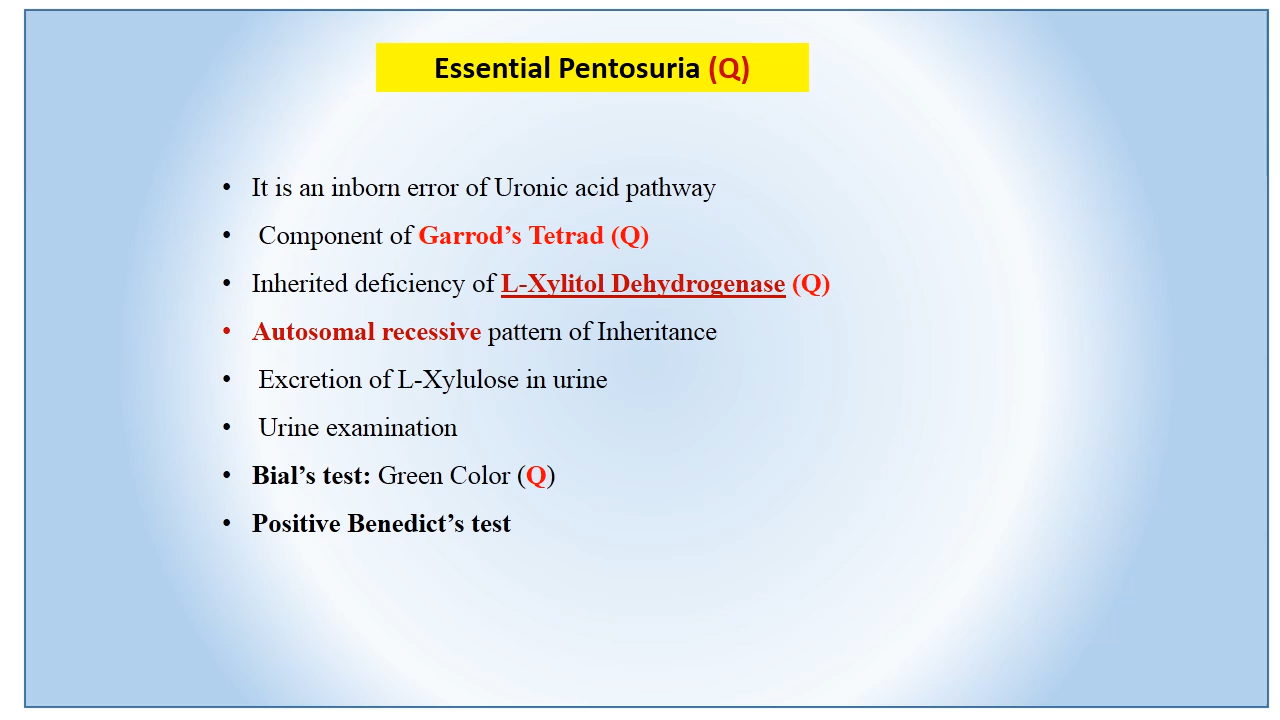 Essential Pentosuria (Q)
• It is an inborn error of Uronic acid pathway
• Component of Garrod’s Tetrad (Q)
• Inherited deficiency of L-Xylitol Dehydrogenase (Q)
• Autosomal recessive pattern of Inheritance
• Excretion of L-Xylulose in urine
• Urine examination
• Bial’s test: Green Color (Q)
• Positive Benedict’s test